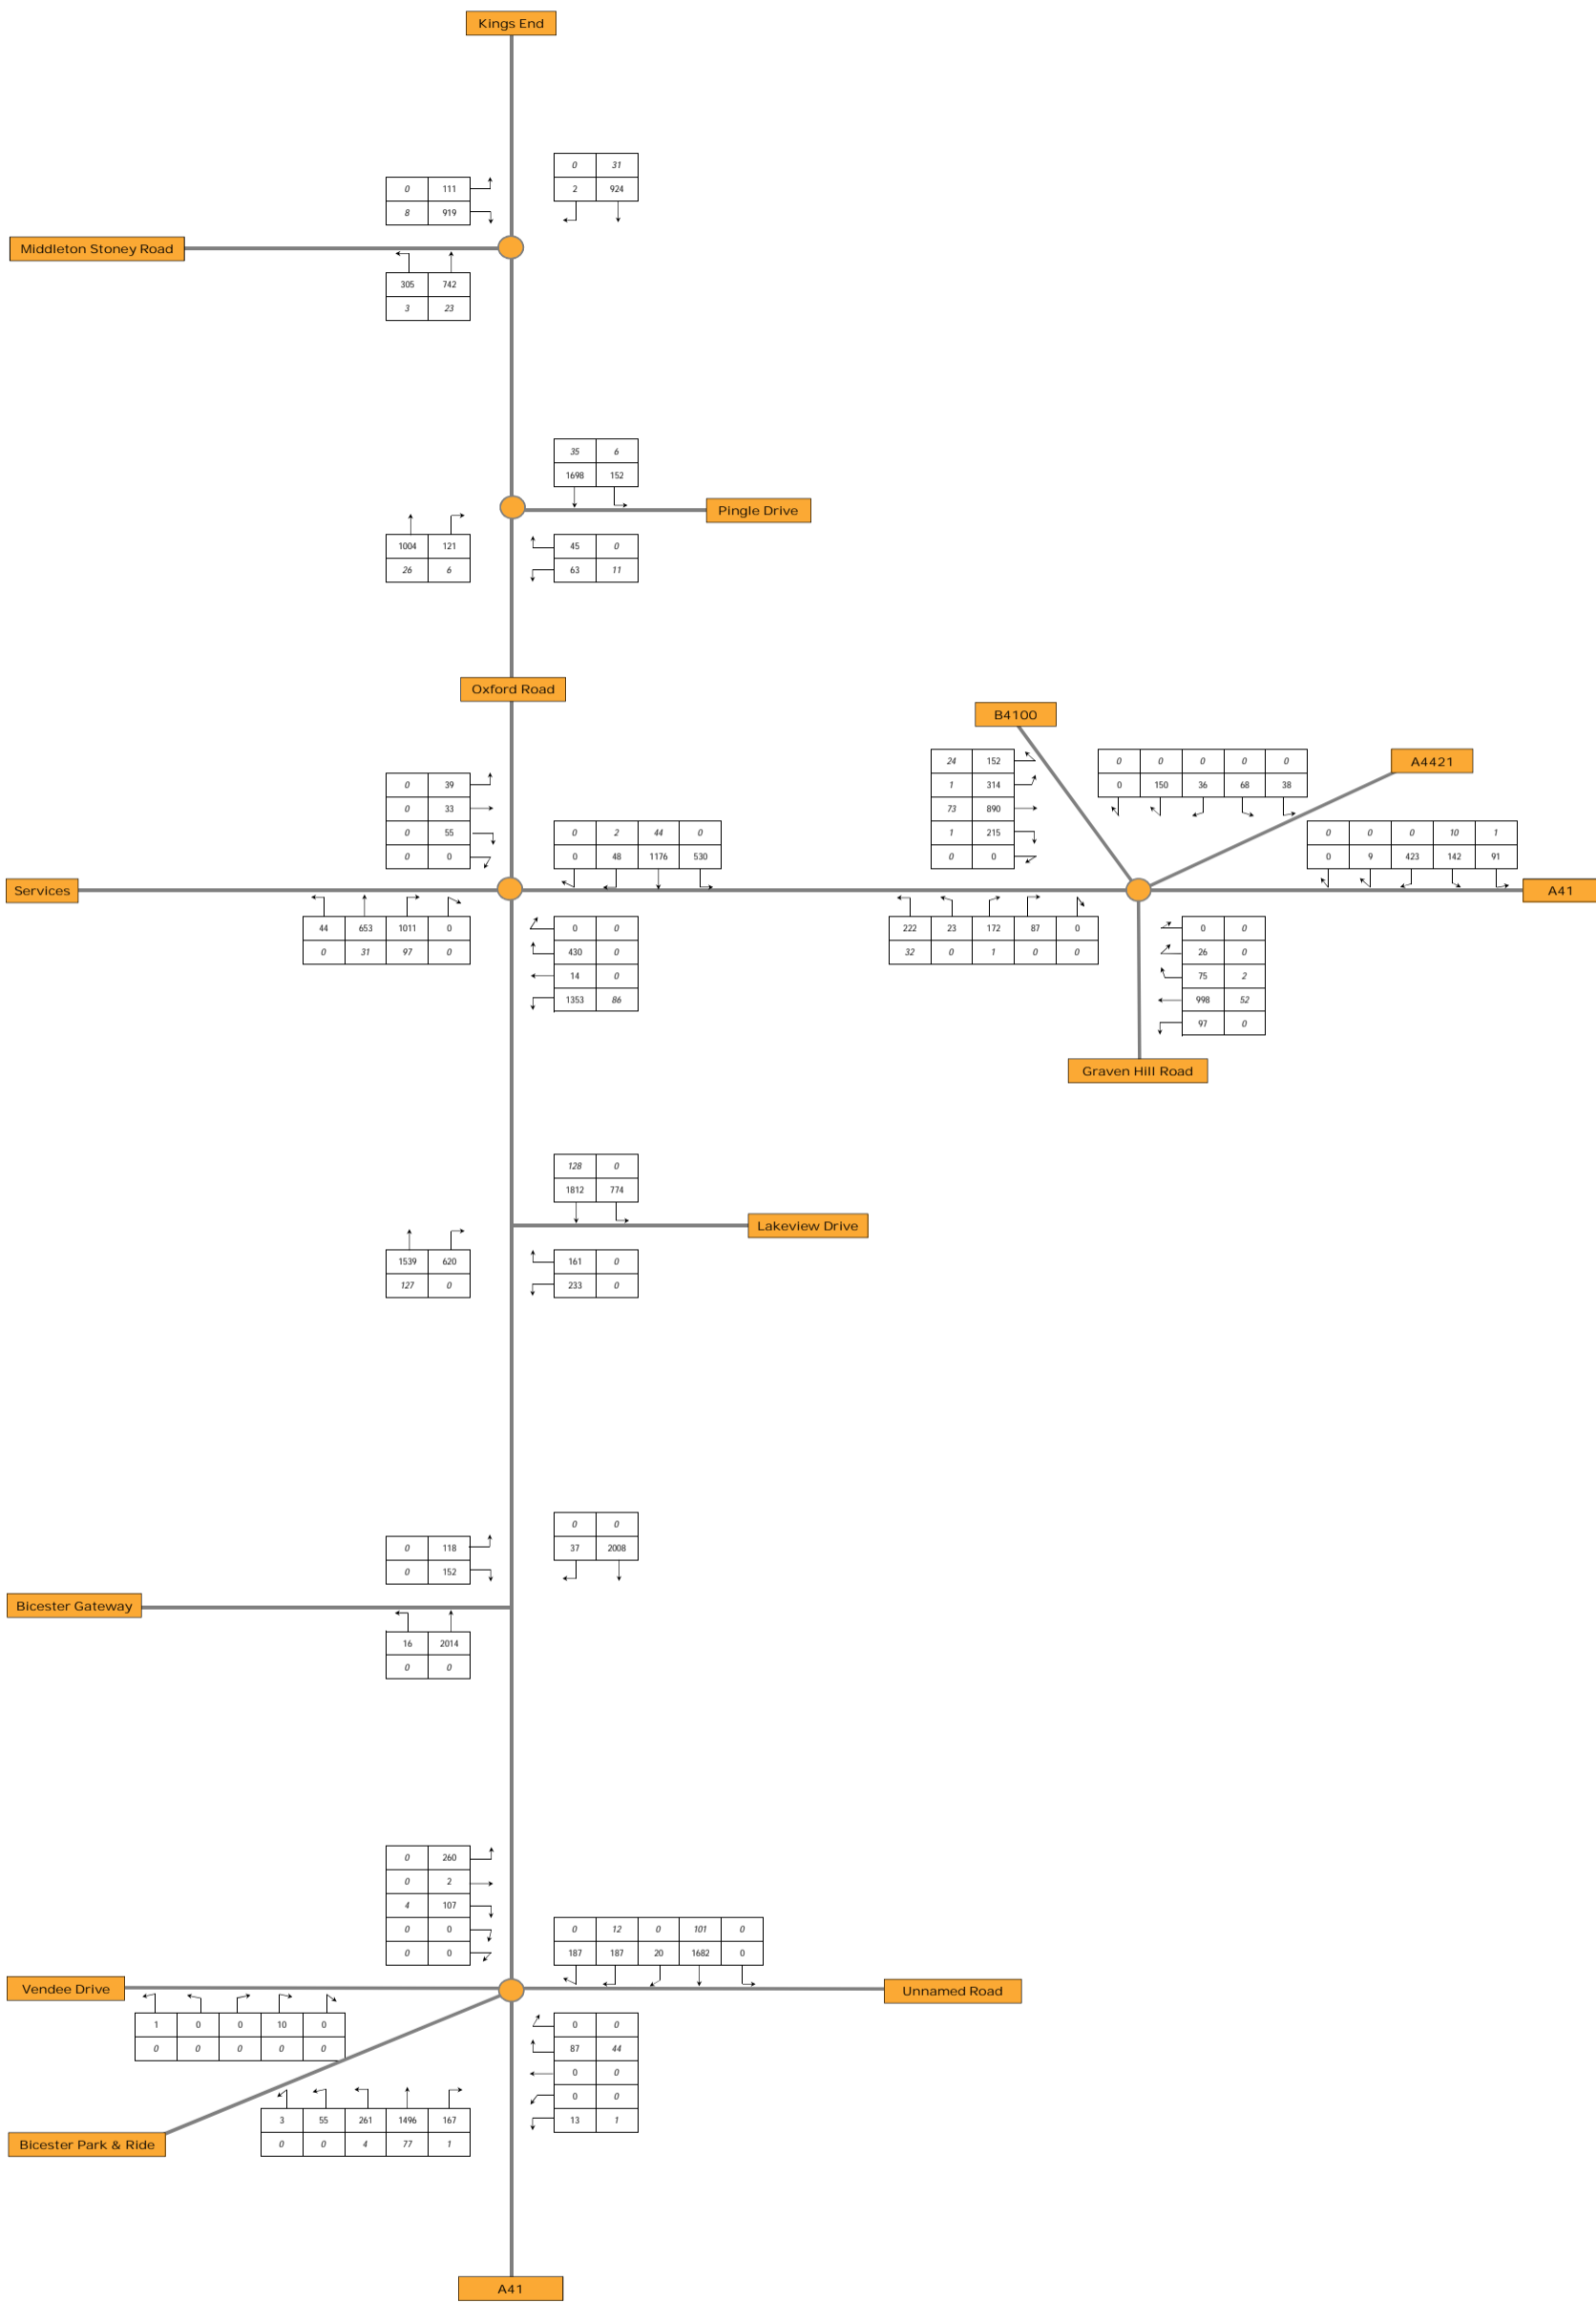 Kings End
0 31
2 924
0 111
8 919
Middleton Stoney Road
305 742
3 23
35 6
1698 152
Pingle Drive
1004 121
26 6
45 0
63 11
Oxford Road
B4100
A4421
0 39
0 33
0 55
0 0
0 2 44 0
0 48 1176 530
24 152
1 314
73 890
1 215
0 0
0 0 0 0 0
0 150 36 68 38
0 0 0 10 1
0 9 423 142 91
Services
A41
44 653 1011 0
0 31 97 0
0 0
430 0
14 0
1353 86
222 23 172 87 0
32 0 1 0 0
0 0
26 0
75 2
998 52
97 0
Graven Hill Road
128 0
1812 774
Lakeview Drive
1539 620
127 0
161 0
233 0
0 0
37 2008
0 118
0 152
Bicester Gateway
16 2014
0 0
0 260
0 2
4 107
0 0
0 0
0 12 0 101 0
187 187 20 1682 0
Vendee Drive
Unnamed Road
1 0 0 10 0
0 0 0 0 0
0 0
87 44
0 0
0 0
13 1
3 55 261 1496 167
0 0 4 77 1
Bicester Park & Ride
A41